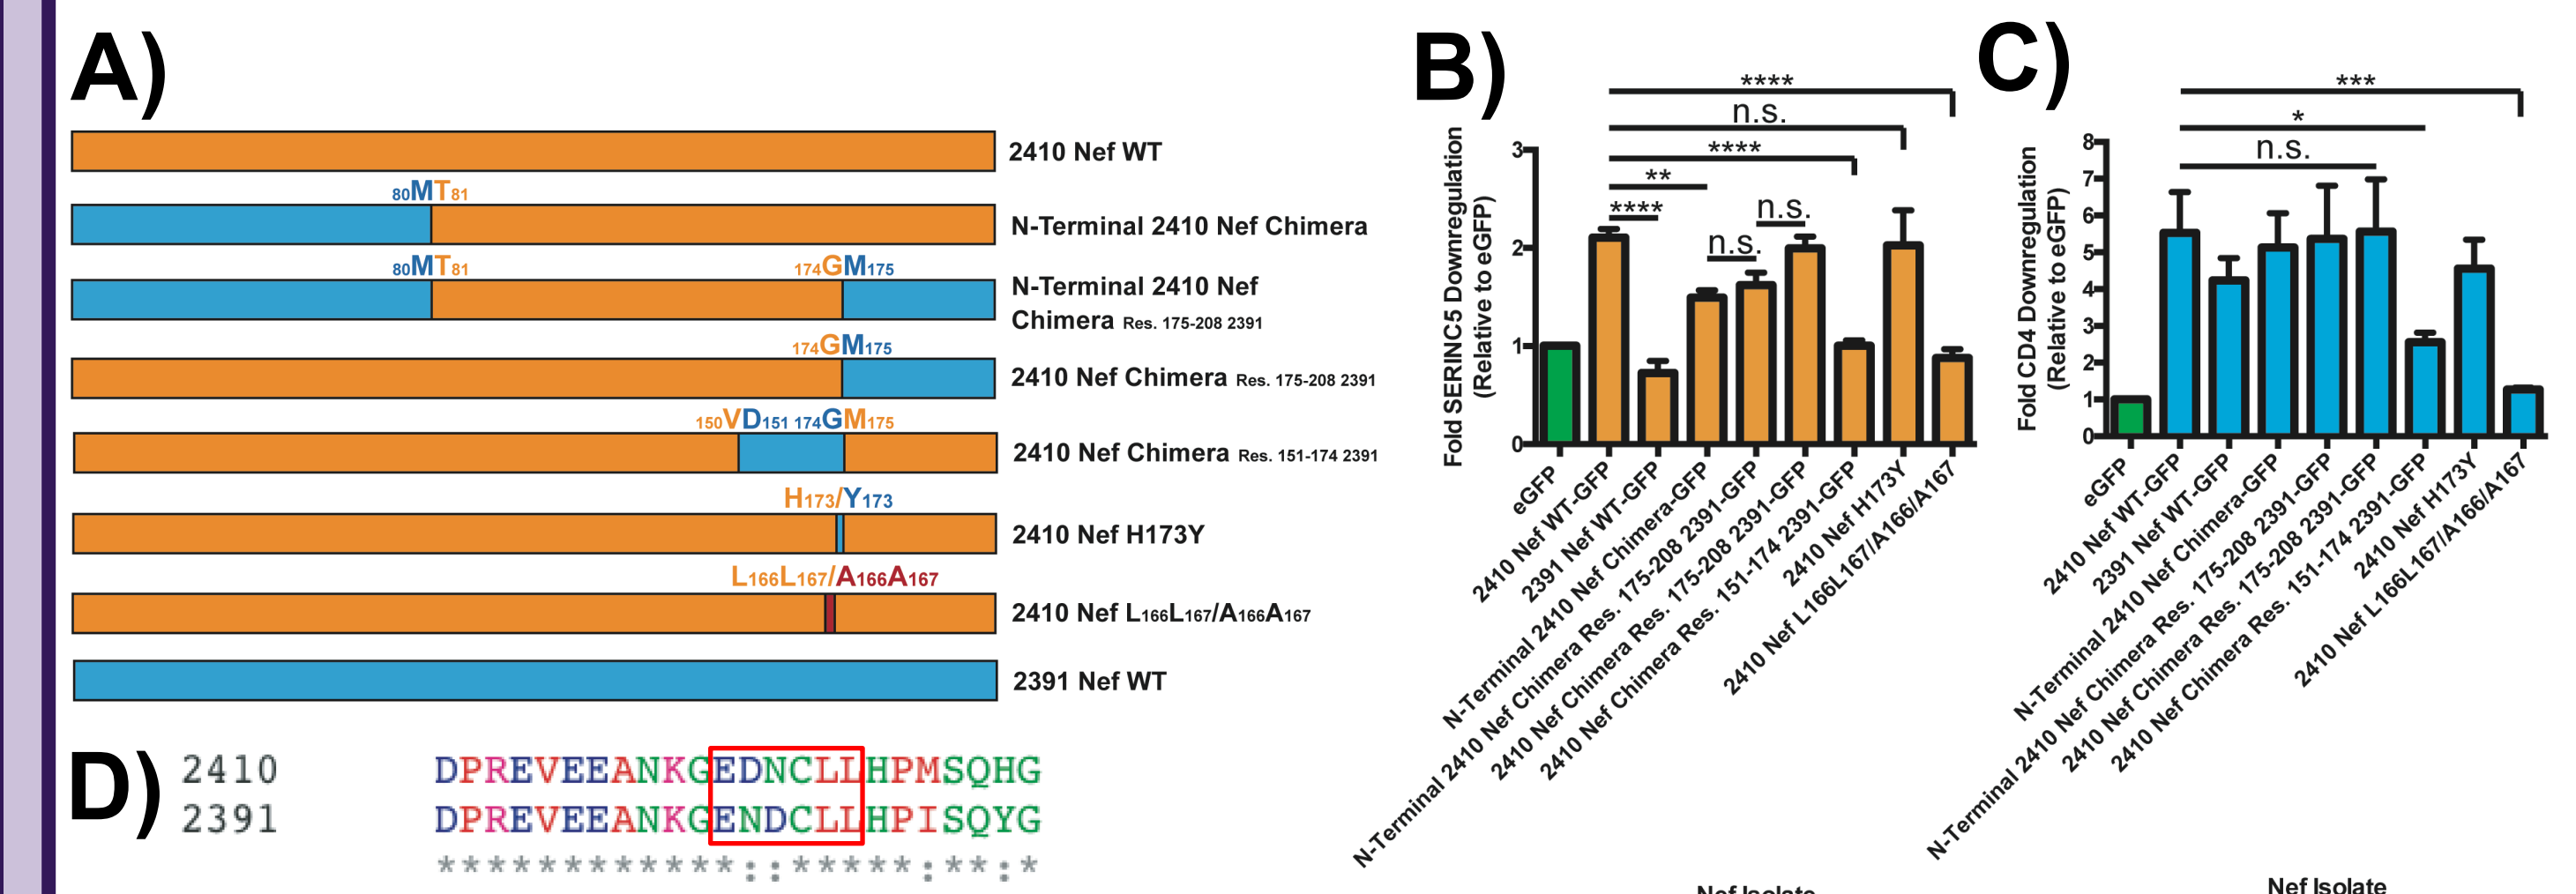 A)
2410 Nef WT
80MT81
N-Terminal 2410 Nef Chimera
80MT81 174GM175
N-Terminal 2410 Nef
Chimera Res. 175-208 2391
174GM175
2410 Nef Chimera Res. 175-208 2391
150VD151 174GM175
2410 Nef Chimera Res. 151-174 2391
H173/Y173
2410 Nef H173Y
L166L167/A166A167
2410 Nef L166L167/A166A167
2391 Nef WT
B)
Fold SERINC5 Downregulation
(Relative to eGFP)
3
2
1
0
****
n.s.
****
**
****
n.s.
n.s.
eGFP
2410 Nef WT-GFP
2391 Nef WT-GFP
N-Terminal 2410 Nef Chimera-GFP
N-Terminal 2410 Nef Chimera Res. 175-208 2391-GFP
2410 Nef Chimera Res. 175-208 2391-GFP
2410 Nef Chimera Res. 151-174 2391-GFP
2410 Nef H173Y
2410 Nef L166L167/A166/A167
Nef Isolate
C)
Fold CD4 Downregulation
(Relative to eGFP)
8
7
6
5
4
3
2
1
0
***
*
n.s.
eGFP
2410 Nef WT-GFP
2391 Nef WT-GFP
N-Terminal 2410 Nef Chimera-GFP
N-Terminal 2410 Nef Chimera Res. 175-208 2391-GFP
2410 Nef Chimera Res. 175-208 2391-GFP
2410 Nef Chimera Res. 151-174 2391-GFP
2410 Nef H173Y
2410 Nef L166L167/A166/A167
Nef Isolate
D)
2410 DPREVEEANKGEDNCLLHPMSQHG
2391 DPREVEEANKGENDCLLHPISQYG
************::*****:**:*